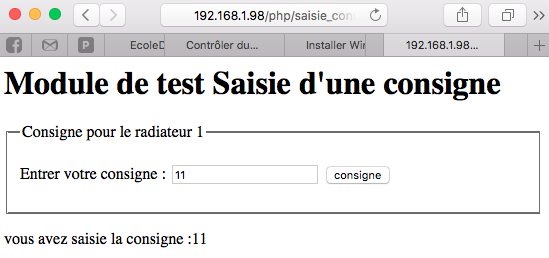 192.168.1.98/php/saisie_con
EcoleD
Contrôler du...
Installer Wir
192.168.1.98...
Module de test Saisie d'une consigne
Consigne pour le radiateur 1
Entrer votre consigne : 11 consigne
vous avez saisie la consigne :11